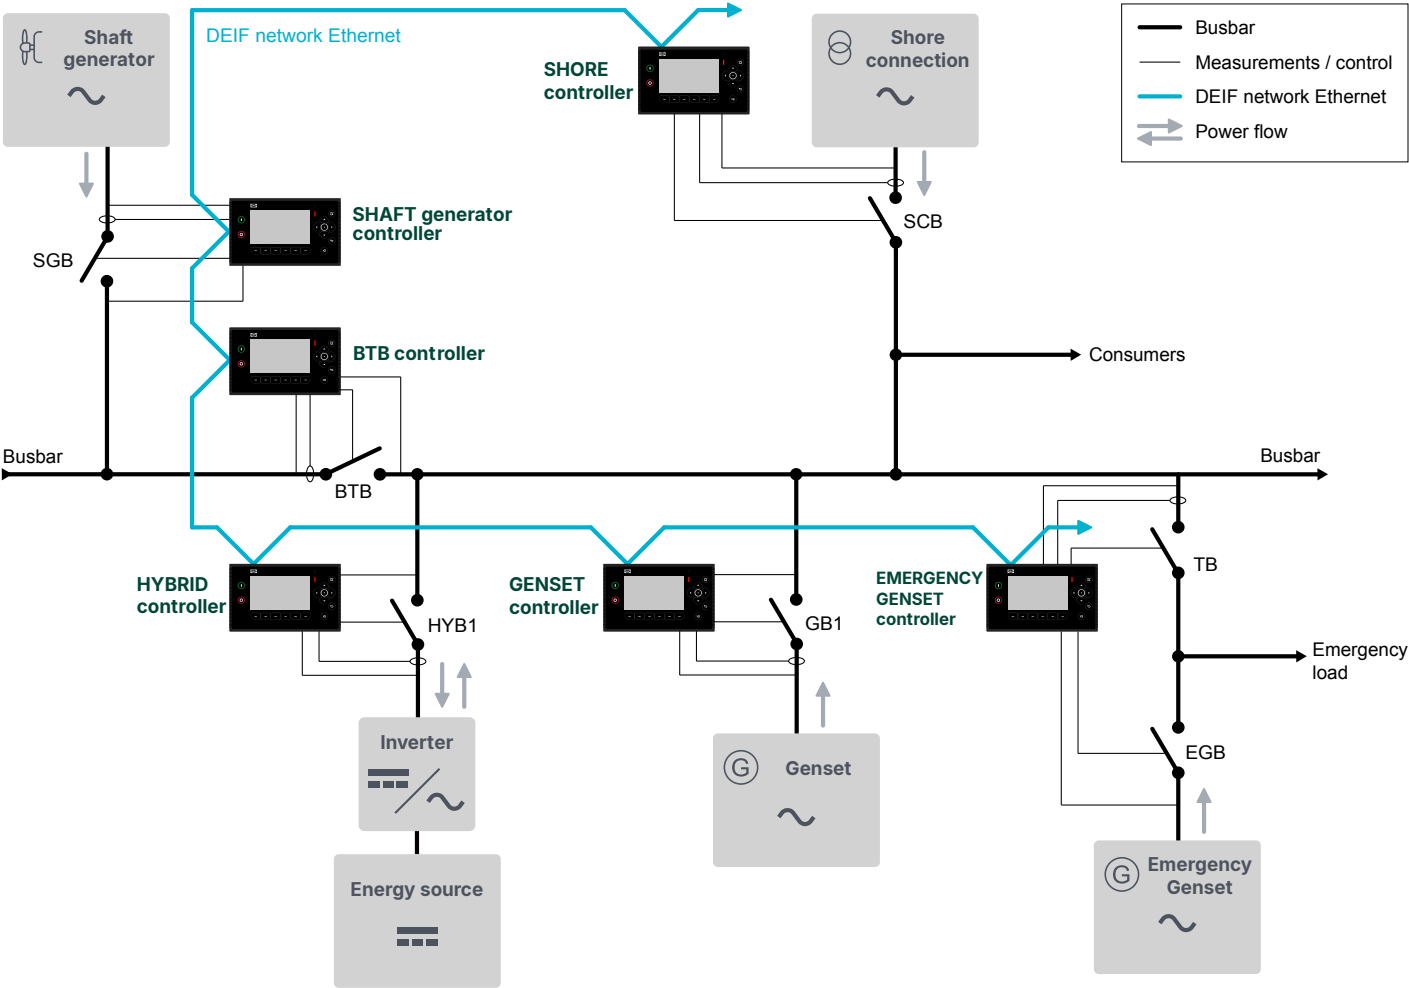 Shaft
generator
DEIF network Ethernet
SHORE
controller
Shore
connection
Busbar
Measurements / control
DEIF network Ethernet
Power flow
SHAFT generator
controller
SGB
SCB
BTB controller
Consumers
Busbar
Busbar
BTB
HYBRID
controller
HYB1
GENSET
controller
GB1
EMERGENCY
GENSET
controller
TB
Emergency
load
Inverter
G
Genset
EGB
Energy source
G
Emergency
Genset